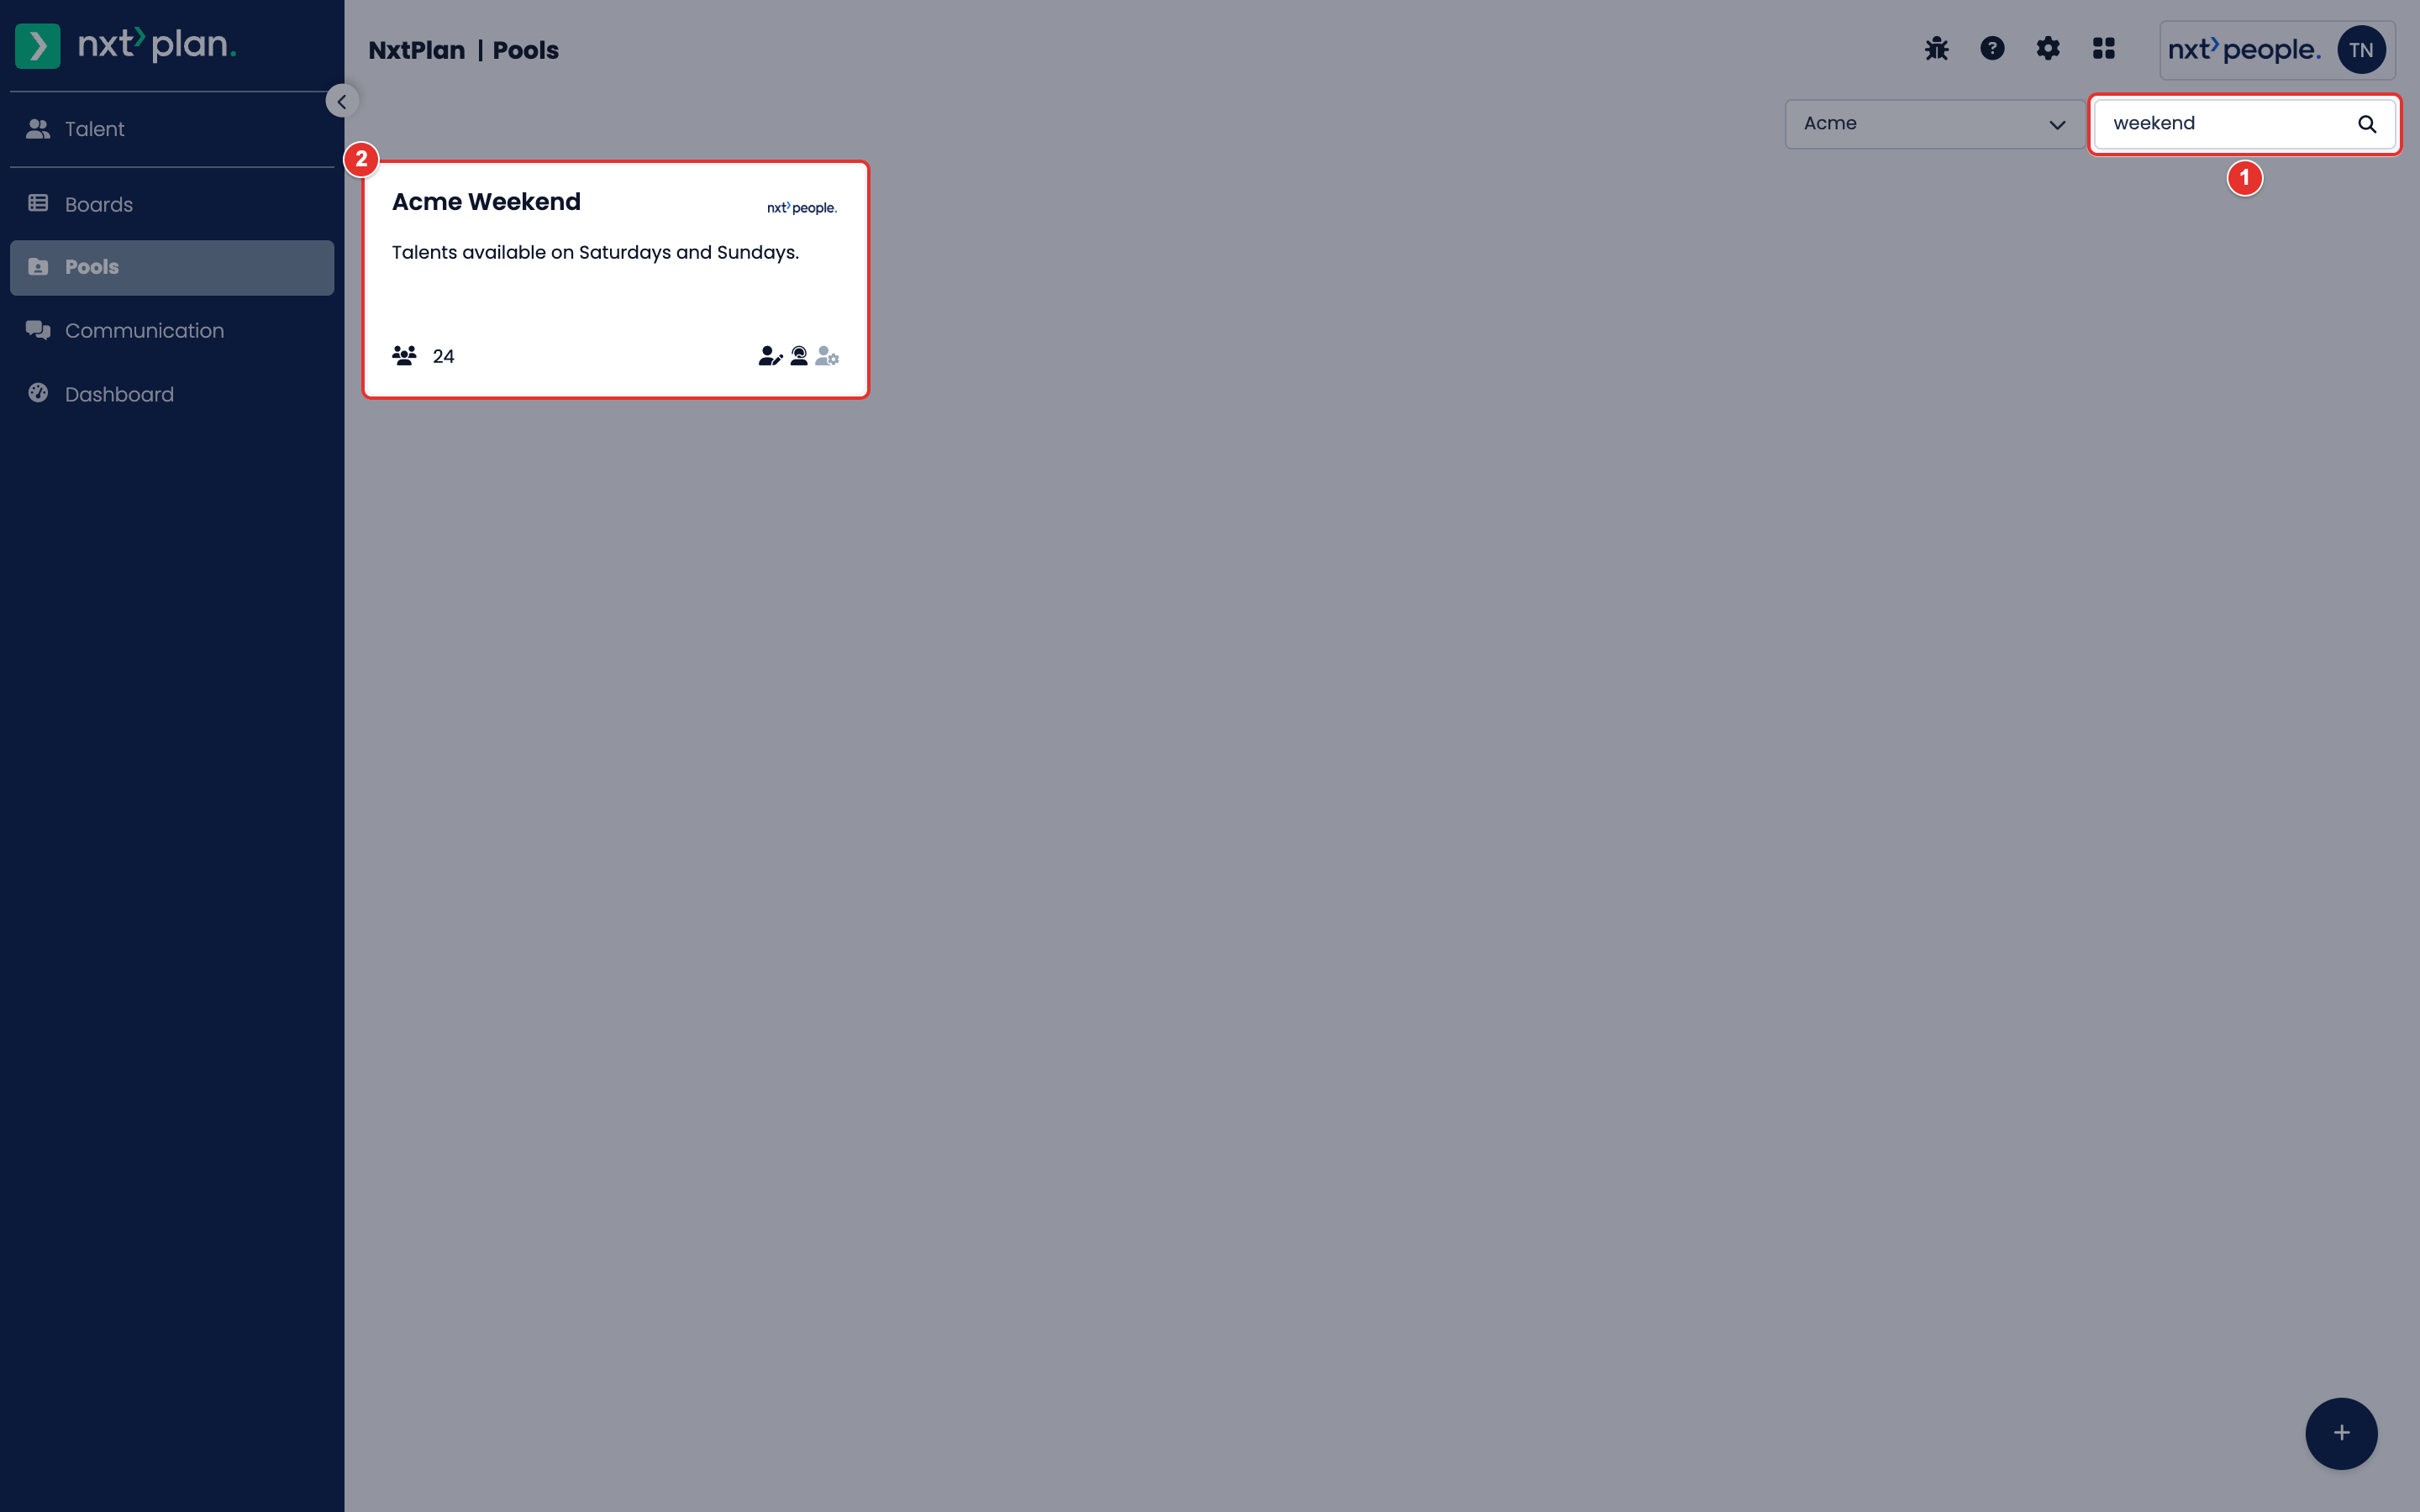 nxt plan.
NxtPlan | Pools
?
nxt people.
TN
Talent
Acme
weekend
1
2
Boards
Pools
Communication
Dashboard
Acme Weekend
nxt people.
Talents available on Saturdays and Sundays.
24
+